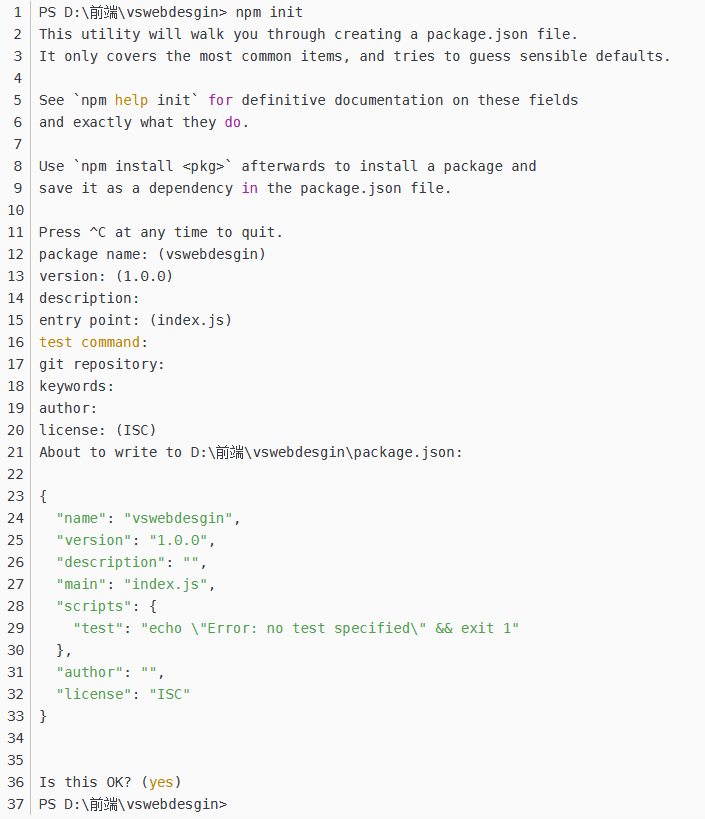 1 PS D:\前端\vswebdesgin> npm init
2 This utility will walk you through creating a package.json file.
3 It only covers the most common items, and tries to guess sensible defaults.
4
5 See `npm help init` for definitive documentation on these fields
6 and exactly what they do.
7
8 Use `npm install <pkg>` afterwards to install a package and
9 save it as a dependency in the package.json file.
10
11 Press ^C at any time to quit.
12 package name: (vswebdesgin)
13 version: (1.0.0)
14 description:
15 entry point: (index.js)
16 test command:
17 git repository:
18 keywords:
19 author:
20 license: (ISC)
21 About to write to D:\前端\vswebdesgin\package.json:
22
23 {
24   "name": "vswebdesgin",
25   "version": "1.0.0",
26   "description": "",
27   "main": "index.js",
28   "scripts": {
29     "test": "echo \"Error: no test specified\" && exit 1"
30   },
31   "author": "",
32   "license": "ISC"
33 }
34
35
36 Is this OK? (yes)
37 PS D:\前端\vswebdesgin>